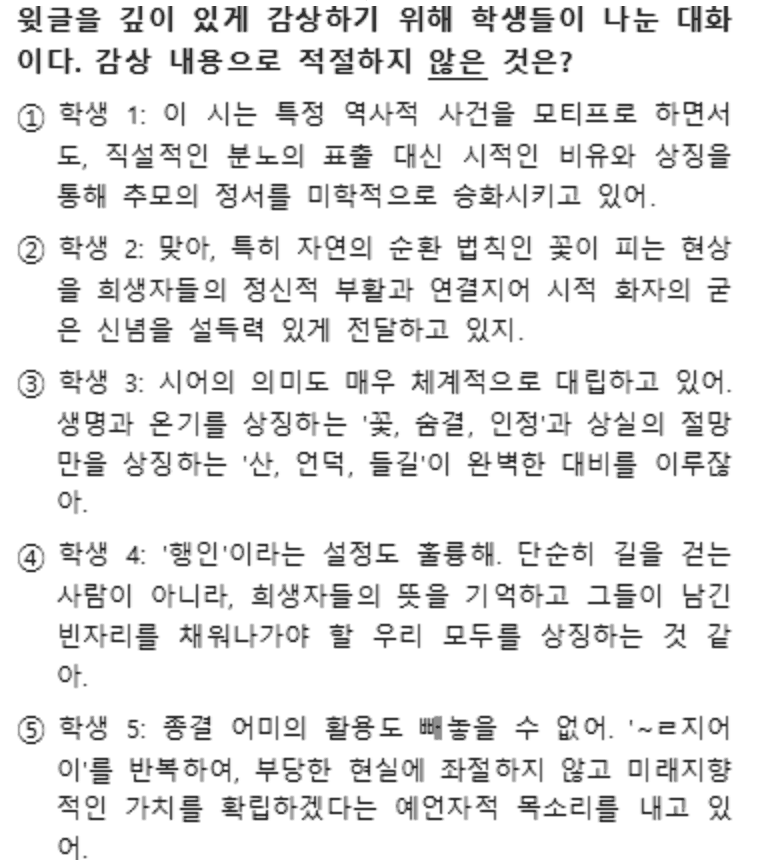 윗글을 깊이 있게 감상하기 위해 학생들이 나눈 대화
이다. 감상 내용으로 적절하지 않은 것은?
① 학생 1: 이 시는 특정 역사적 사건을 모티프로 하면서
도, 직설적인 분노의 표출 대신 시적인 비유와 상징을
통해 추모의 정서를 미학적으로 승화시키고 있어.
② 학생 2: 맞아, 특히 자연의 순환 법칙인 꽃이 피는 현상
을 희생자들의 정신적 부활과 연결지어 시적 화자의 굳
은 신념을 설득력 있게 전달하고 있지.
③ 학생 3: 시어의 의미도 매우 체계적으로 대립하고 있어.
생명과 온기를 상징하는 '꽃, 숨결, 인정'과 상실의 절망
만을 상징하는 '산, 언덕, 들길'이 완벽한 대비를 이루잖
아.
④ 학생 4: '행인'이라는 설정도 훌륭해. 단순히 길을 걷는
사람이 아니라, 희생자들의 뜻을 기억하고 그들이 남긴
빈자리를 채워나가야 할 우리 모두를 상징하는 것 같
아.
⑤ 학생 5: 종결 어미의 활용도 빼놓을 수 없어. '~ㄹ지어
이'를 반복하여, 부당한 현실에 좌절하지 않고 미래지향
적인 가치를 확립하겠다는 예언자적 목소리를 내고 있
어.